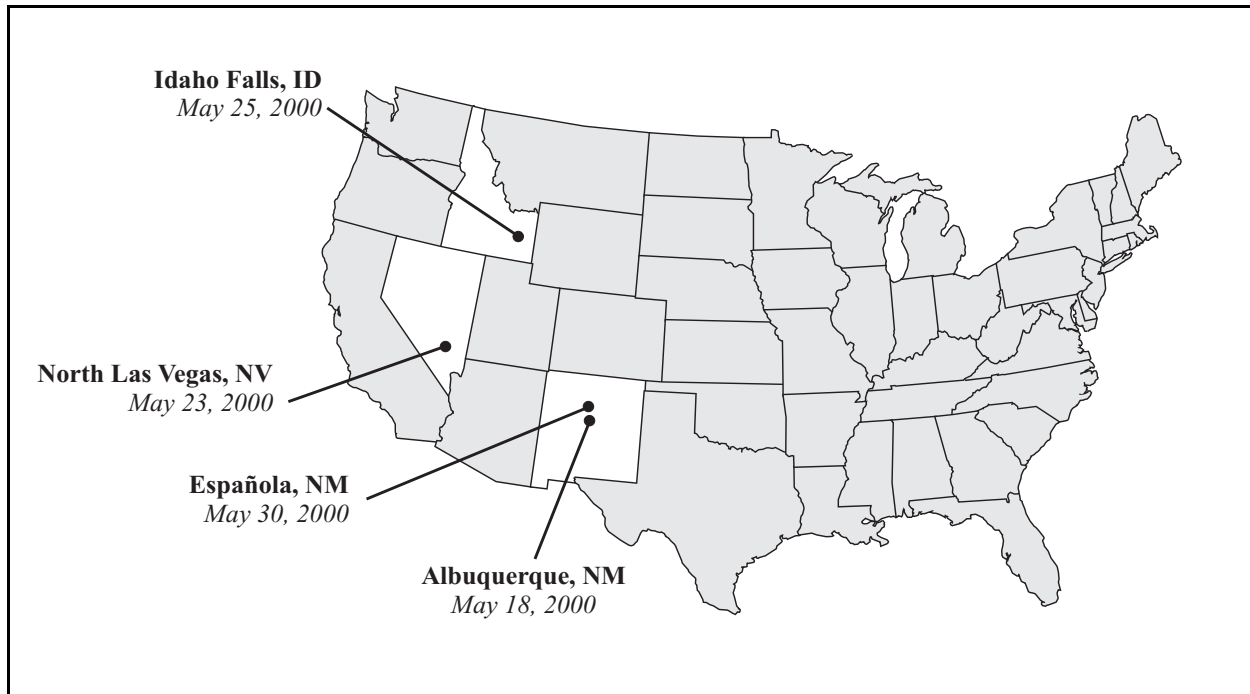 Idaho Falls, ID
May 25, 2000
North Las Vegas, NV
May 23, 2000
Española, NM
May 30, 2000
Albuquerque, NM
May 18, 2000